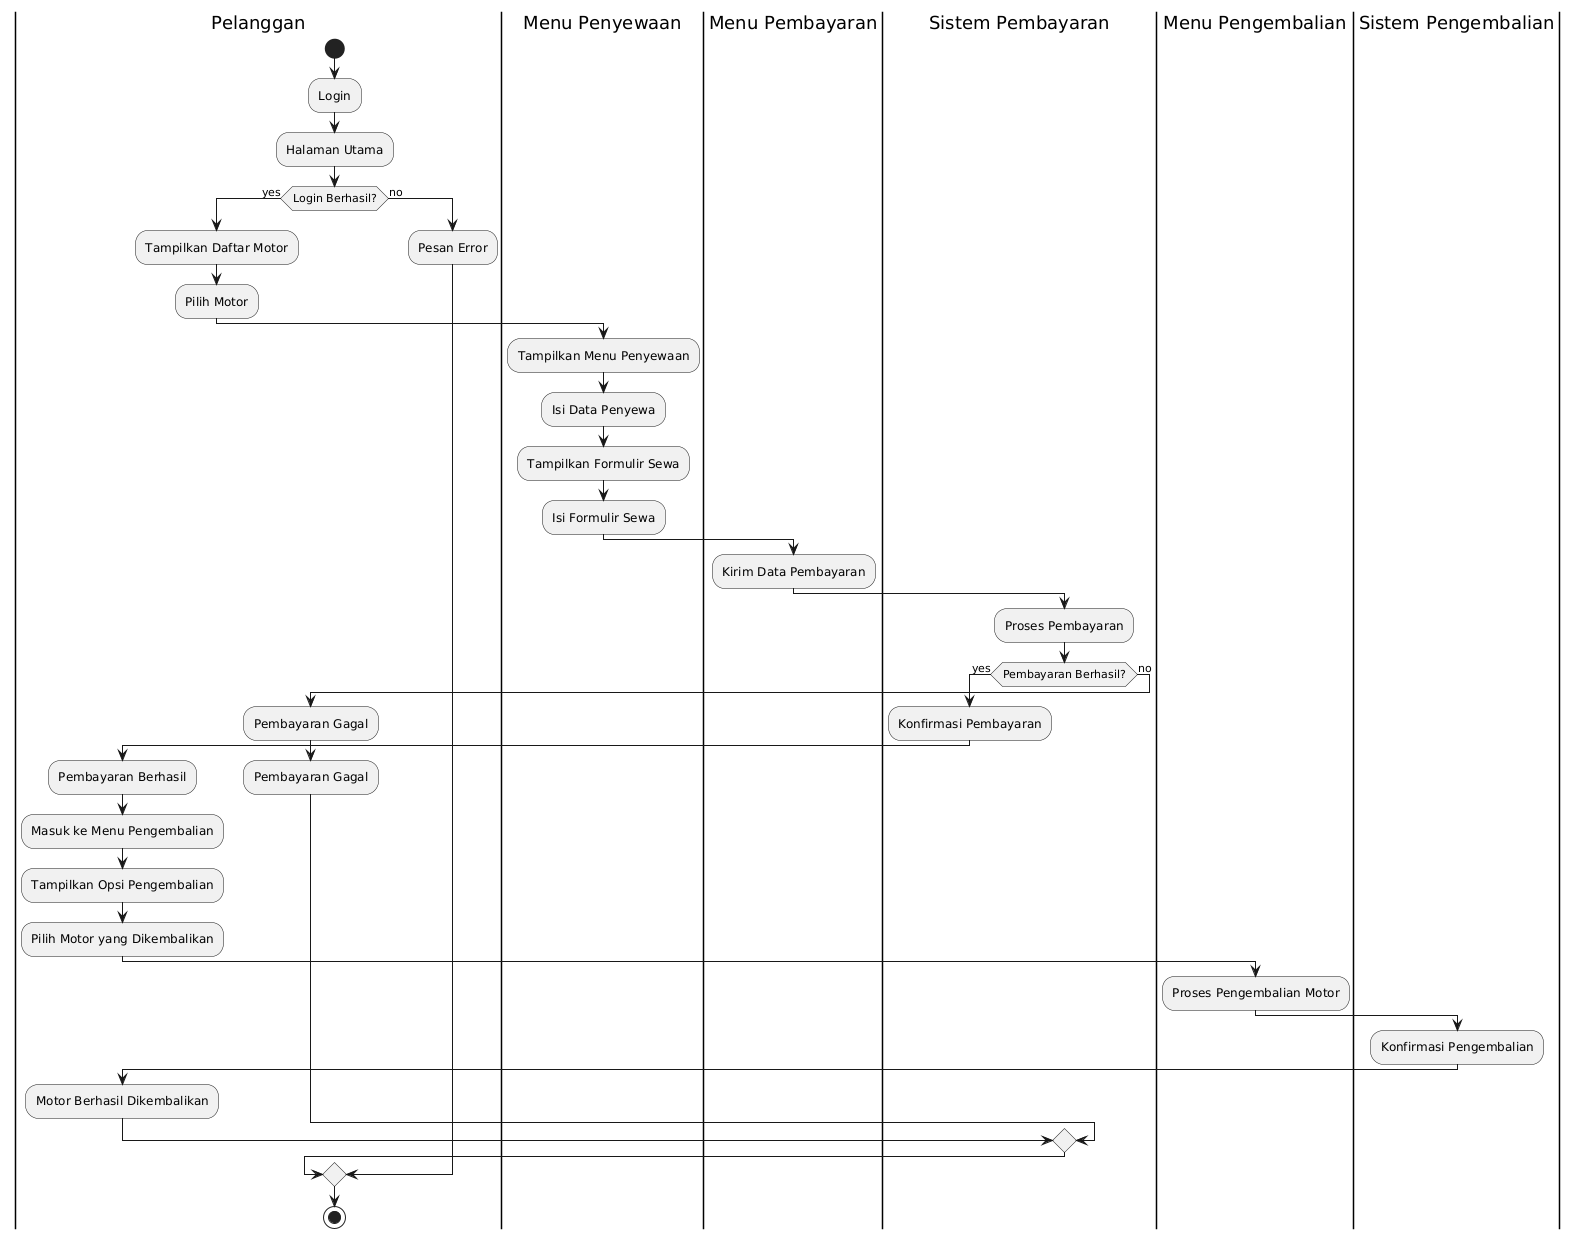 Pelanggan
Menu Penyewaan
Menu Pembayaran
Sistem Pembayaran
Menu Pengembalian
Sistem Pengembalian
Login
Halaman Utama
yes
Login Berhasil?
no
Tampilkan Daftar Motor
Pesan Error
Pilih Motor
Tampilkan Menu Penyewaan
Isi Data Penyewa
Tampilkan Formulir Sewa
Isi Formulir Sewa
Kirim Data Pembayaran
Proses Pembayaran
yes
Pembayaran Berhasil?
no
Pembayaran Gagal
Konfirmasi Pembayaran
Pembayaran Berhasil
Pembayaran Gagal
Masuk ke Menu Pengembalian
Tampilkan Opsi Pengembalian
Pilih Motor yang Dikembalikan
Proses Pengembalian Motor
Konfirmasi Pengembalian
Motor Berhasil Dikembalikan